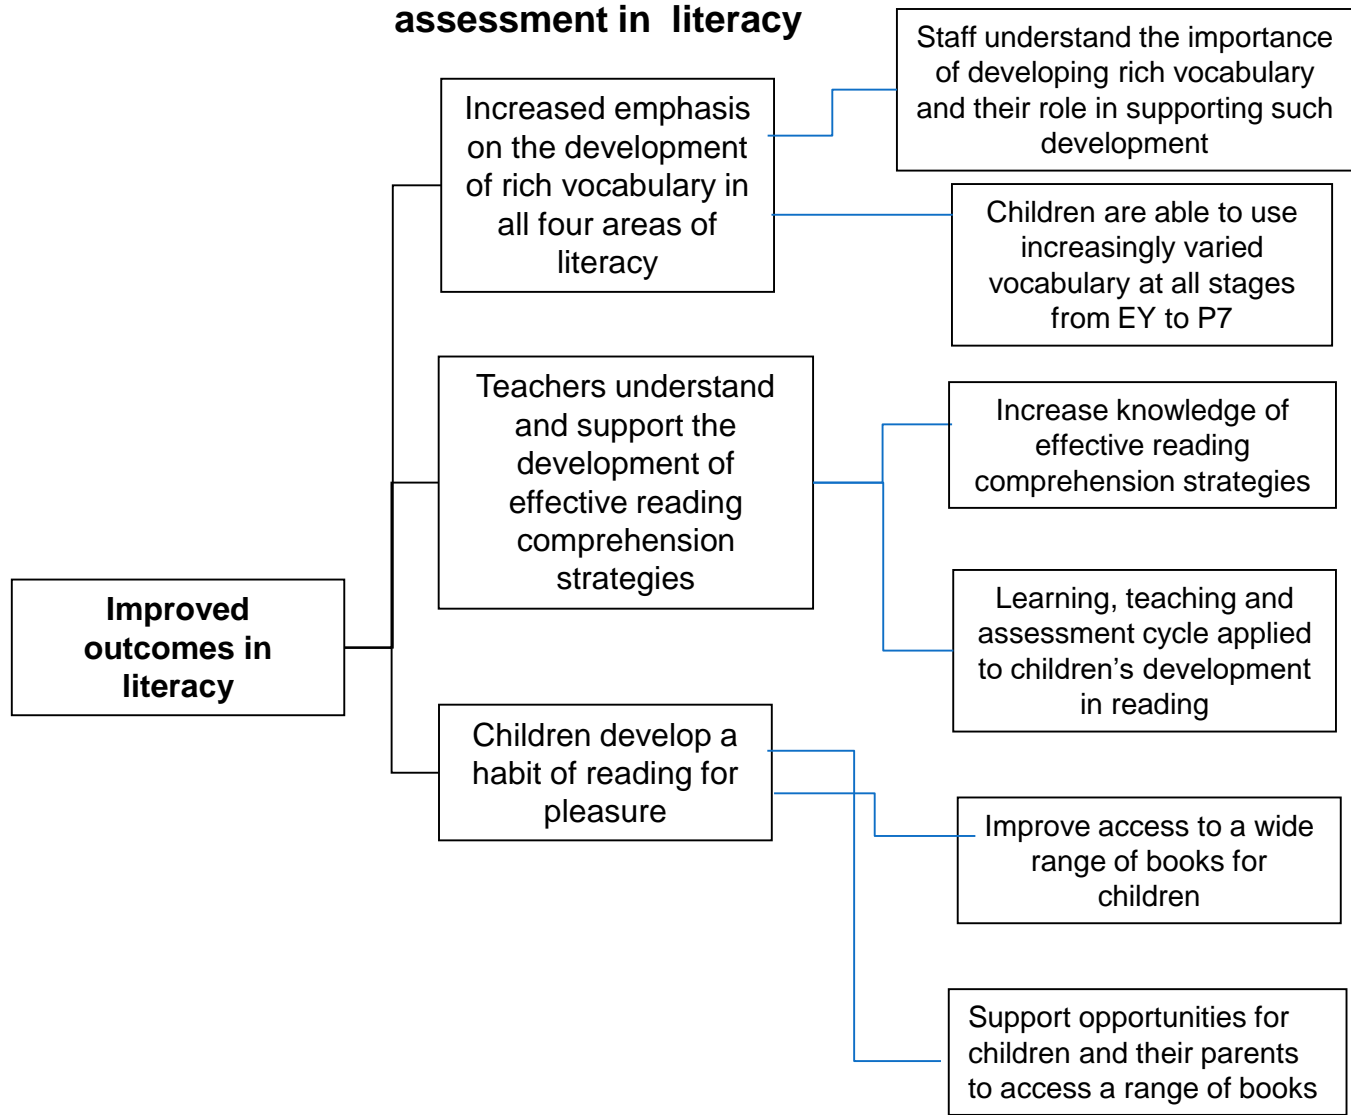 assessment in literacy
Staff understand the importance
of developing rich vocabulary
and their role in supporting such
development
Increased emphasis
on the development
of rich vocabulary in
all four areas of
literacy
Children are able to use
increasingly varied
vocabulary at all stages
from EY to P7
Teachers understand
and support the
development of
effective reading
comprehension
strategies
Increase knowledge of
effective reading
comprehension strategies
Learning, teaching and
assessment cycle applied
to children’s development
in reading
Improved
outcomes in
literacy
Children develop a
habit of reading for
pleasure
Improve access to a wide
range of books for
children
Support opportunities for
children and their parents
to access a range of books